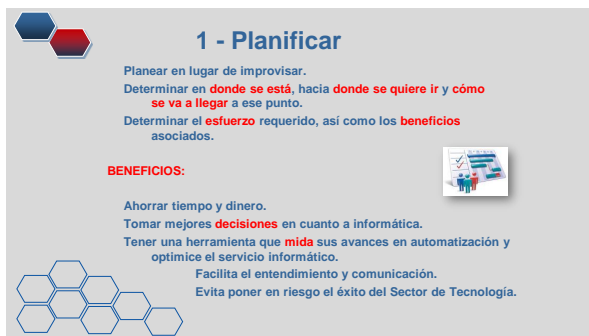 1 - Planificar
Planear en lugar de improvisar.
Determinar en donde se está, hacia donde se quiere ir y cómo
se va a llegar a ese punto.
Determinar el esfuerzo requerido, así como los beneficios
asociados.
BENEFICIOS:
Ahorrar tiempo y dinero.
Tomar mejores decisiones en cuanto a informática.
Tener una herramienta que mida sus avances en automatización y
optimice el servicio informático.
Facilita el entendimiento y comunicación.
Evita poner en riesgo el éxito del Sector de Tecnología.